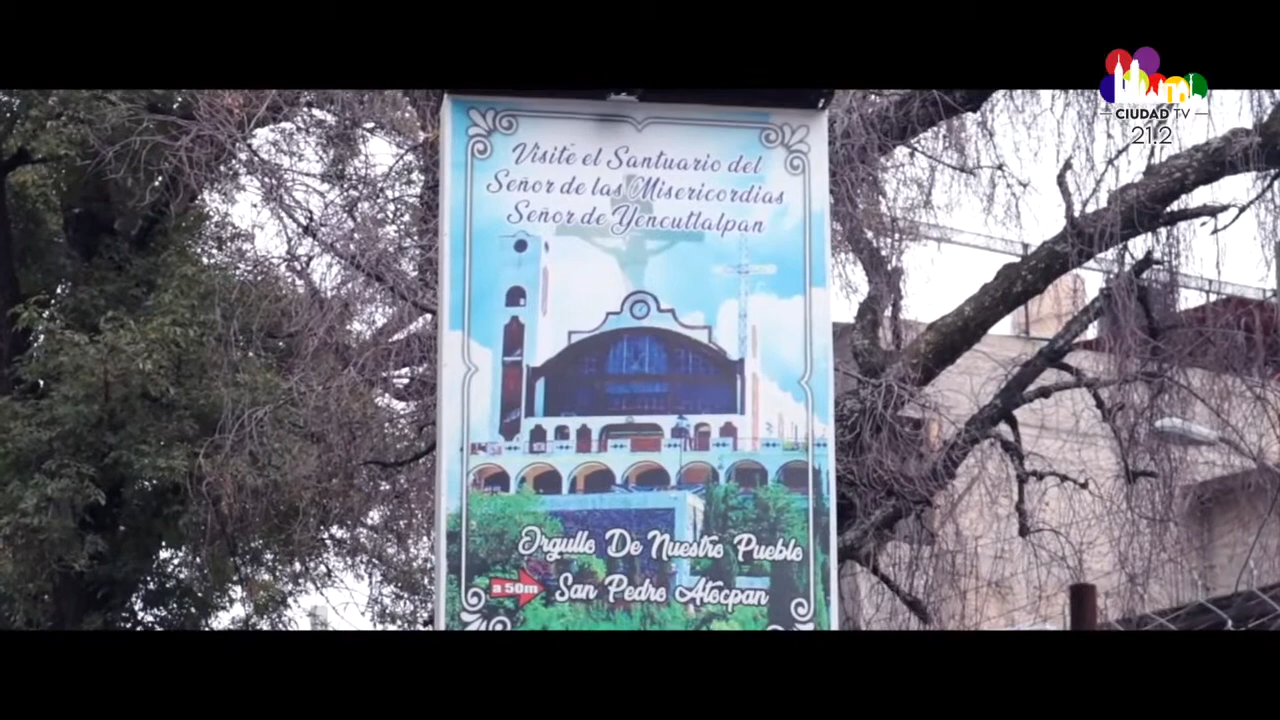 CIUDAD TV
21.2
Visite el Santuario del
Señor de las Misericordias
Señor de Yencutlalpan
Orgullo De Nuestro Pueblo
a 50m
San Pedro Atocpan